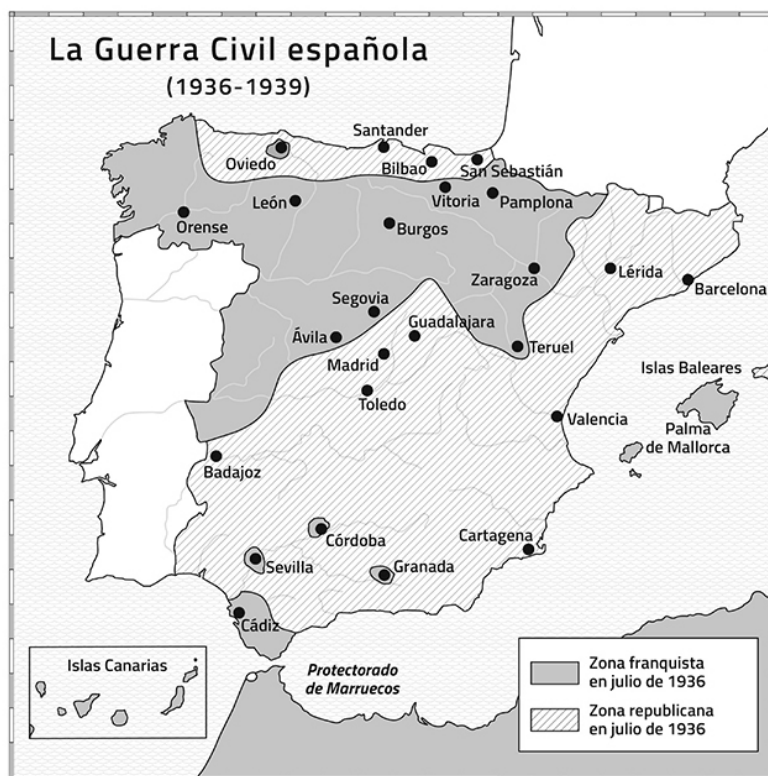 La Guerra Civil española
(1936-1939)
Santander
Oviedo
Bilbao
San Sebastián
León
Vitoria
Pamplona
Orense
Burgos
Zaragoza
Lérida
Barcelona
Segovia
Guadalajara
Ávila
Teruel
Madrid
Islas Baleares
Toledo
Valencia
Palma
de Mallorca
Badajoz
Córdoba
Cartagena
Sevilla
Granada
Cádiz
Islas Canarias
Protectorado
de Marruecos
Zona franquista
en julio de 1936
Zona republicana
en julio de 1936